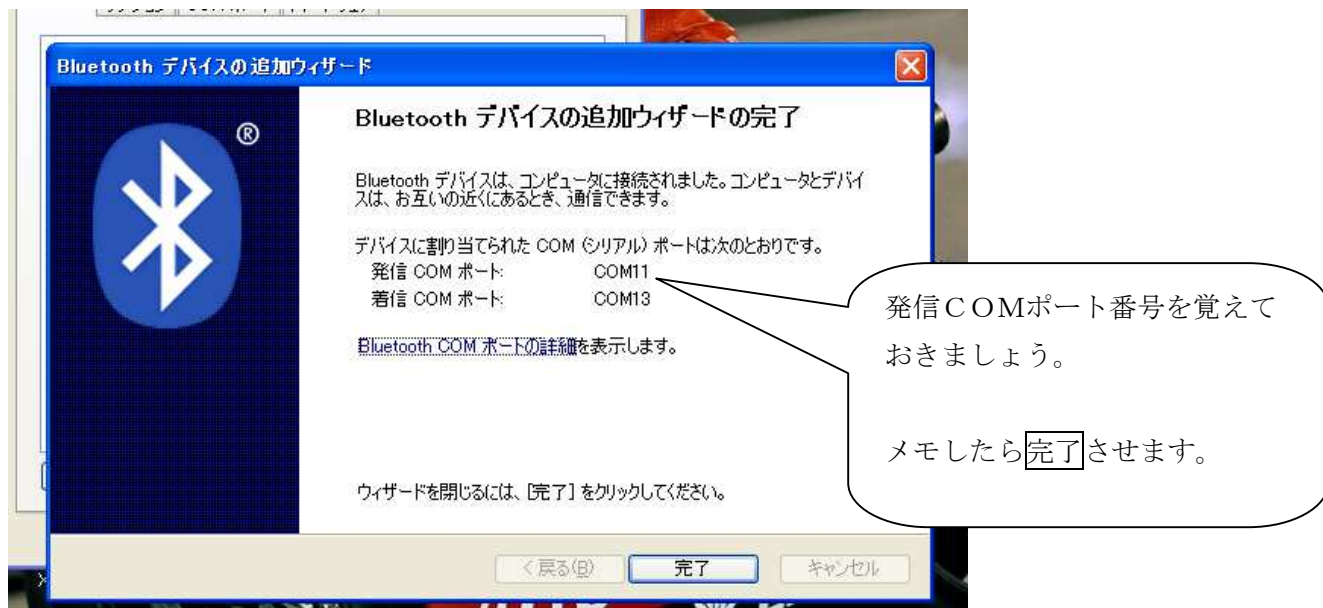 Bluetooth デバイスの追加ウィザード
®
Bluetooth デバイスの追加ウィザードの完了
Bluetooth デバイスは、コンピュータに接続されました。コンピュータとデバイ
スは、お互いの近くにあるとき、通信できます。
デバイスに割り当てられた COM (シリアル) ポートは次のとおりです。
発信 COM ポート: COM11
着信 COM ポート: COM13
Bluetooth COM ポートの詳細を表示します。
ウィザードを閉じるには、[完了] をクリックしてください。
< 戻る(B) 完了 キャンセル
発信ＣＯＭポート番号を覚えて
おきましょう。
メモしたら完了させます。